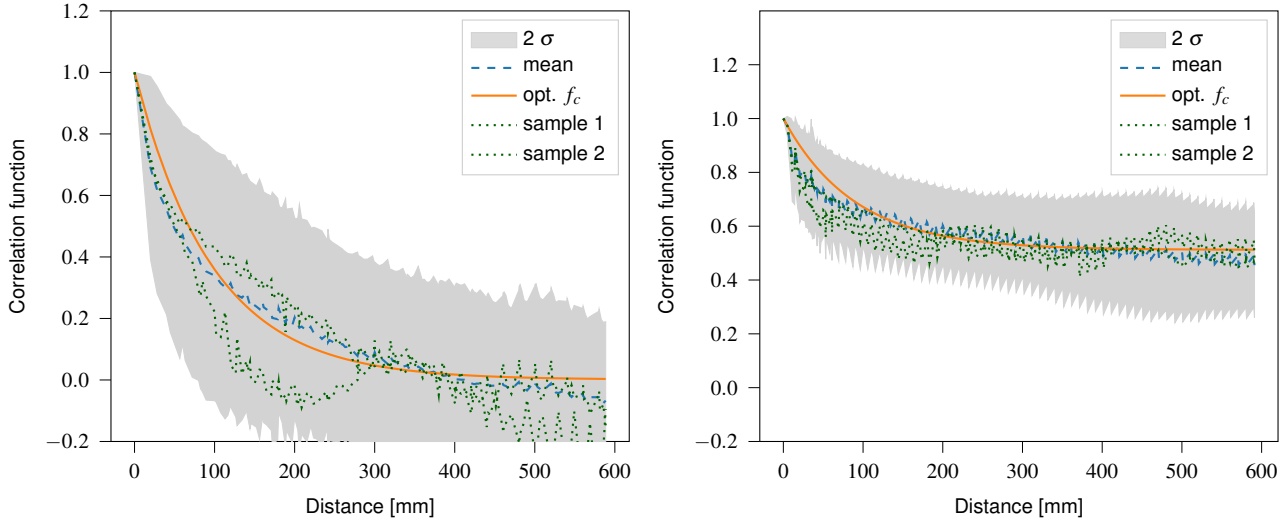 1.2
1.0
0.8
0.6
0.4
0.2
0.0
−0.2
0
100
200
300
400
500
600
Distance [mm]
Correlation function
2 σ
mean
opt. f_c
sample 1
sample 2
1.2
1.0
0.8
0.6
0.4
0.2
0.0
−0.2
0
100
200
300
400
500
600
Distance [mm]
Correlation function
2 σ
mean
opt. f_c
sample 1
sample 2